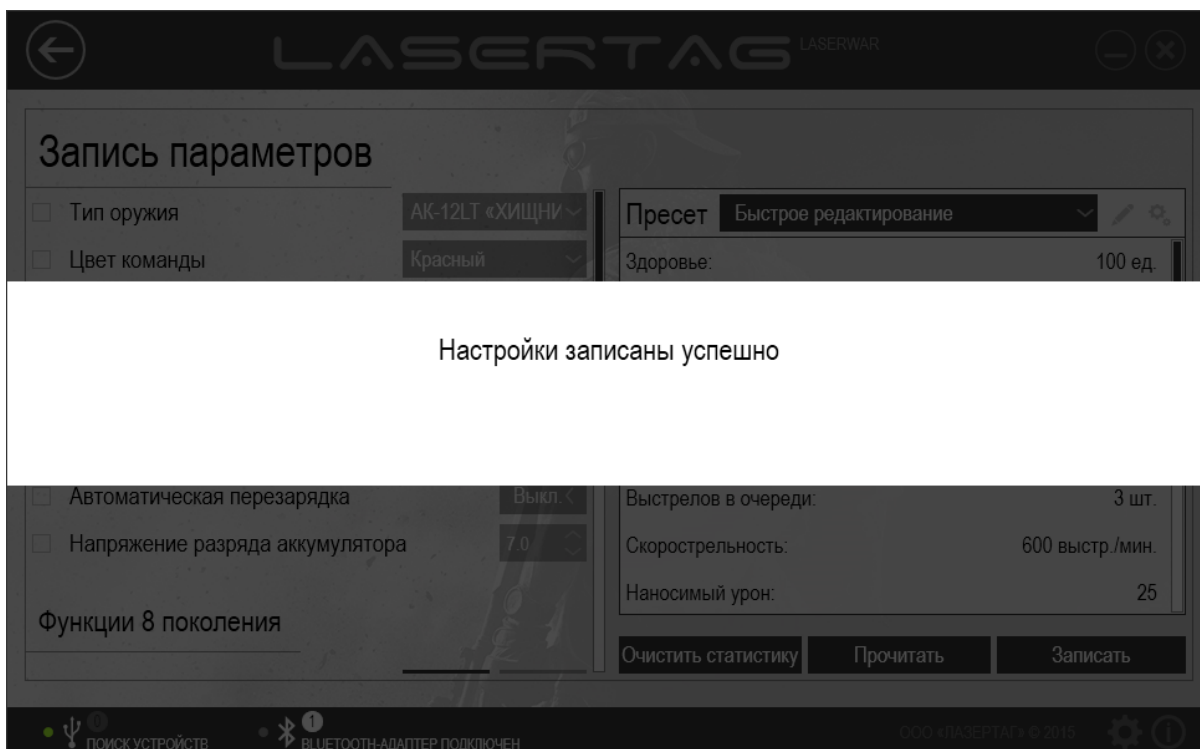 LASERTAG LASERWAR
Запись параметров
Тип оружия АК-12LT «ХИЩНИ
Цвет команды Красный
Пресет Быстрое редактирование
Здоровье: 100 ед.
Настройки записаны успешно
Автоматическая перезарядка Выкл.
Напряжение разряда аккумулятора 7.0
Функции 8 поколения
Выстрелов в очереди: 3 шт.
Скорострельность: 600 выстр./мин.
Наносимый урон: 25
Очистить статистику Прочитать Записать
0
ПОИСК УСТРОЙСТВ
1
BLUETOOTH-АДАПТЕР ПОДКЛЮЧЕН
ООО «ЛАЗЕРТАГ» © 2015